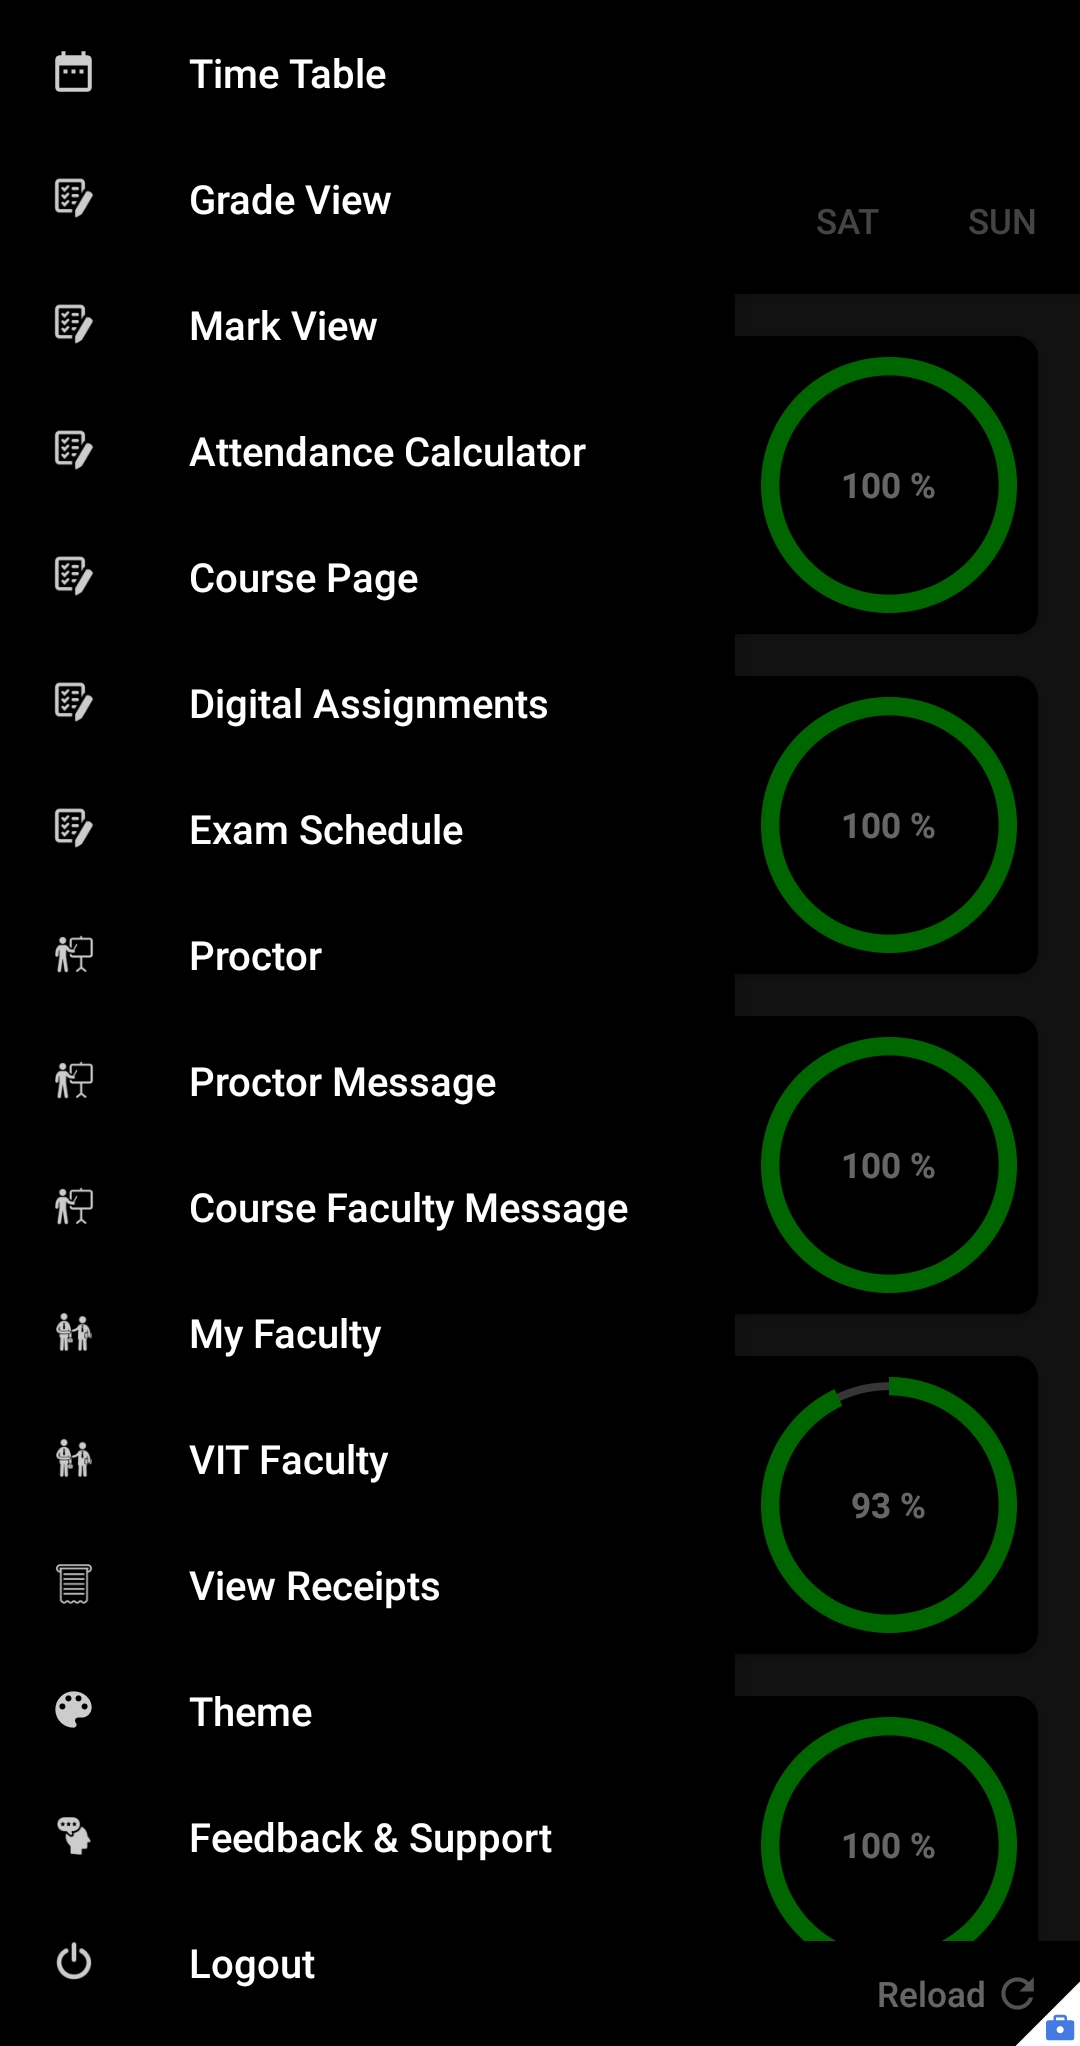 Time Table
Grade View
Mark View
Attendance Calculator
Course Page
Digital Assignments
Exam Schedule
Proctor
Proctor Message
Course Faculty Message
My Faculty
VIT Faculty
View Receipts
Theme
Feedback & Support
Logout
SAT SUN
100 %
100 %
100 %
93 %
100 %
Reload